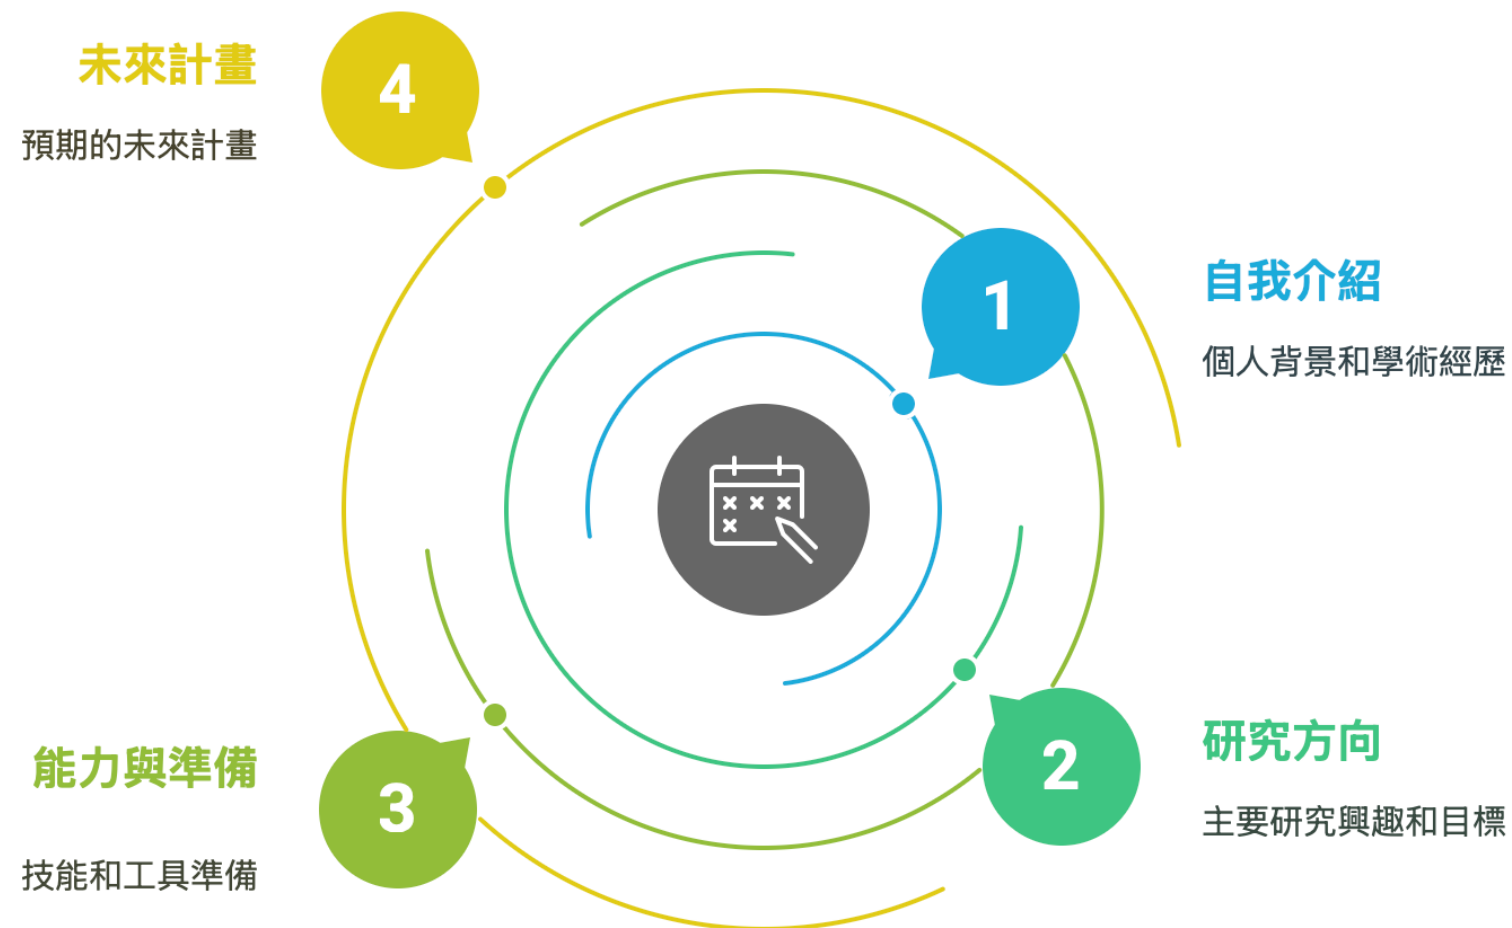 1
自我介紹
個人背景和學術經歷
2
研究方向
主要研究興趣和目標
3
能力與準備
技能和工具準備
4
未來計畫
預期的未來計畫